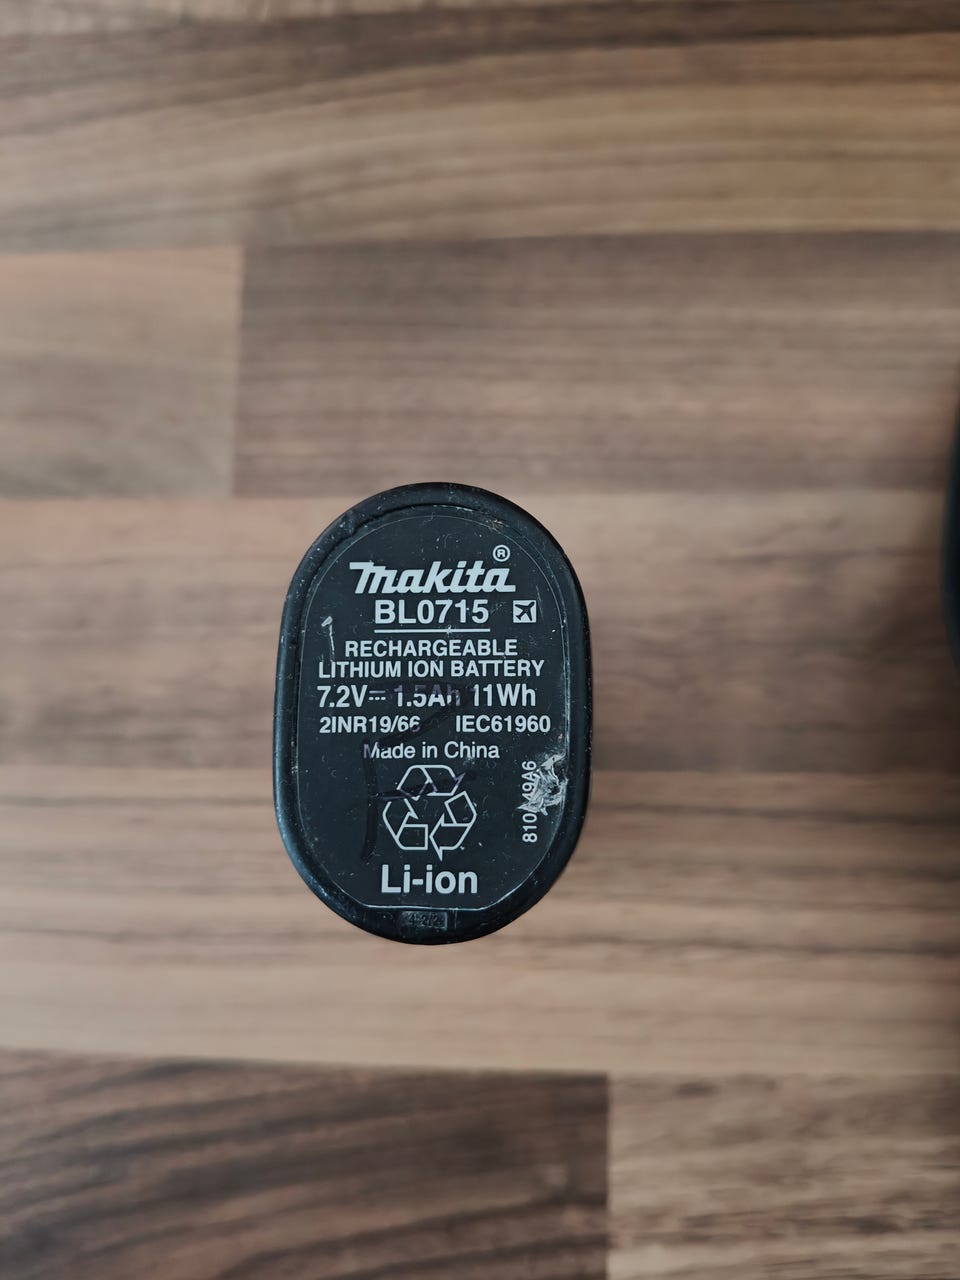 Makita®
BL0715
RECHARGEABLE
LITHIUM ION BATTERY
7.2V⎓ 1.5Ah 11Wh
2INR19/66 IEC61960
Made in China
Li-ion